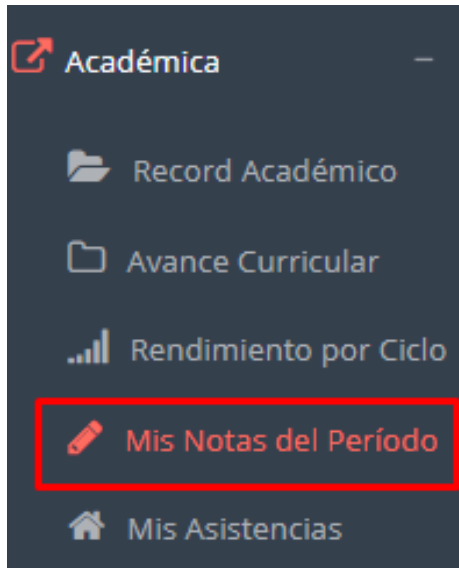 Académica
Record Académico
Avance Curricular
Rendimiento por Ciclo
Mis Notas del Período
Mis Asistencias